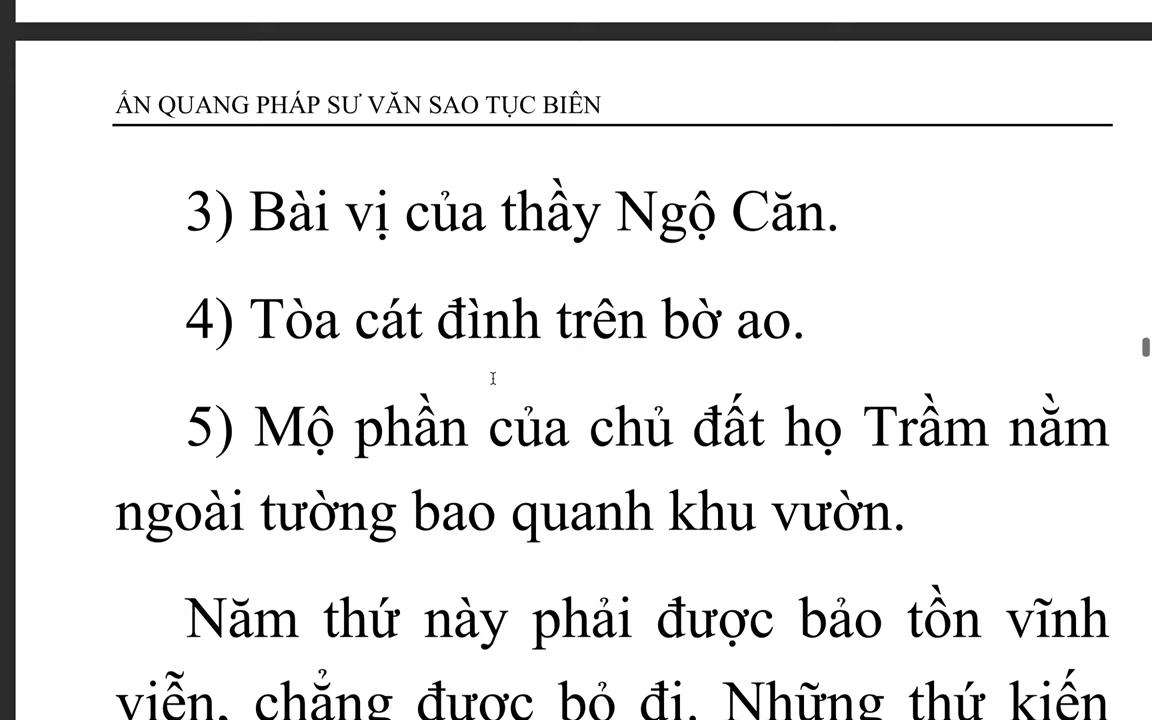 ẤN QUANG PHÁP SƯ VĂN SAO TỤC BIÊN
3) Bài vị của thầy Ngộ Căn.
4) Tòa cát đình trên bờ ao.
5) Mộ phần của chủ đất họ Trầm nằm
ngoài tường bao quanh khu vườn.
Năm thứ này phải được bảo tồn vĩnh
viễn, chẳng được bỏ đi. Những thứ kiến